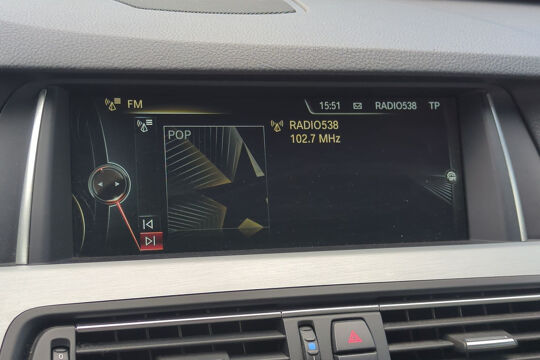 FM
15:51 RADIO538 TP
POP
RADIO538
102.7 MHz